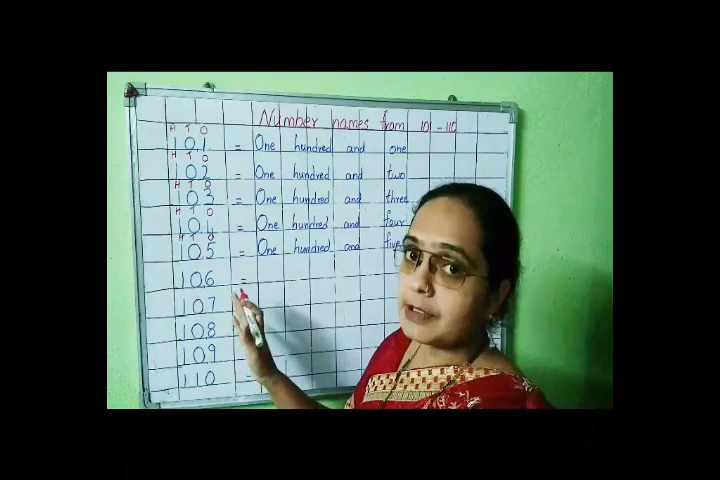 Number names from 101 - 110
H T O
101 = One hundred and one
H T O
102 = One hundred and two
H T O
103 = One hundred and three
H T O
104 = One hundred and four
H T O
105 = One hundred and five
106 =
107
108
109
110